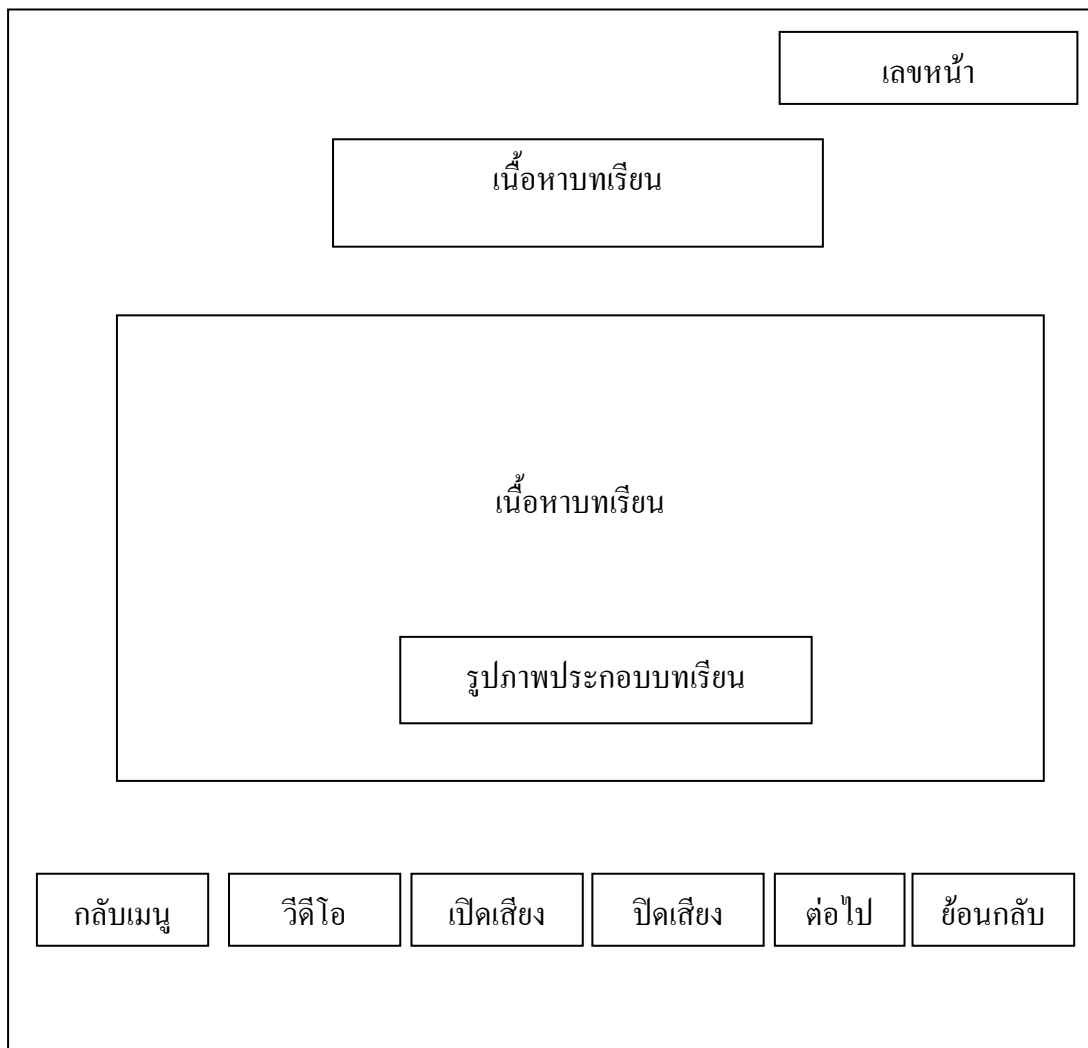 เลขหน้า
เนื้อหาบทเรียน
เนื้อหาบทเรียน
รูปภาพประกอบบทเรียน
กลับเมนู
วีดีโอ
เปิดเสียง
ปิดเสียง
ต่อไป
ย้อนกลับ